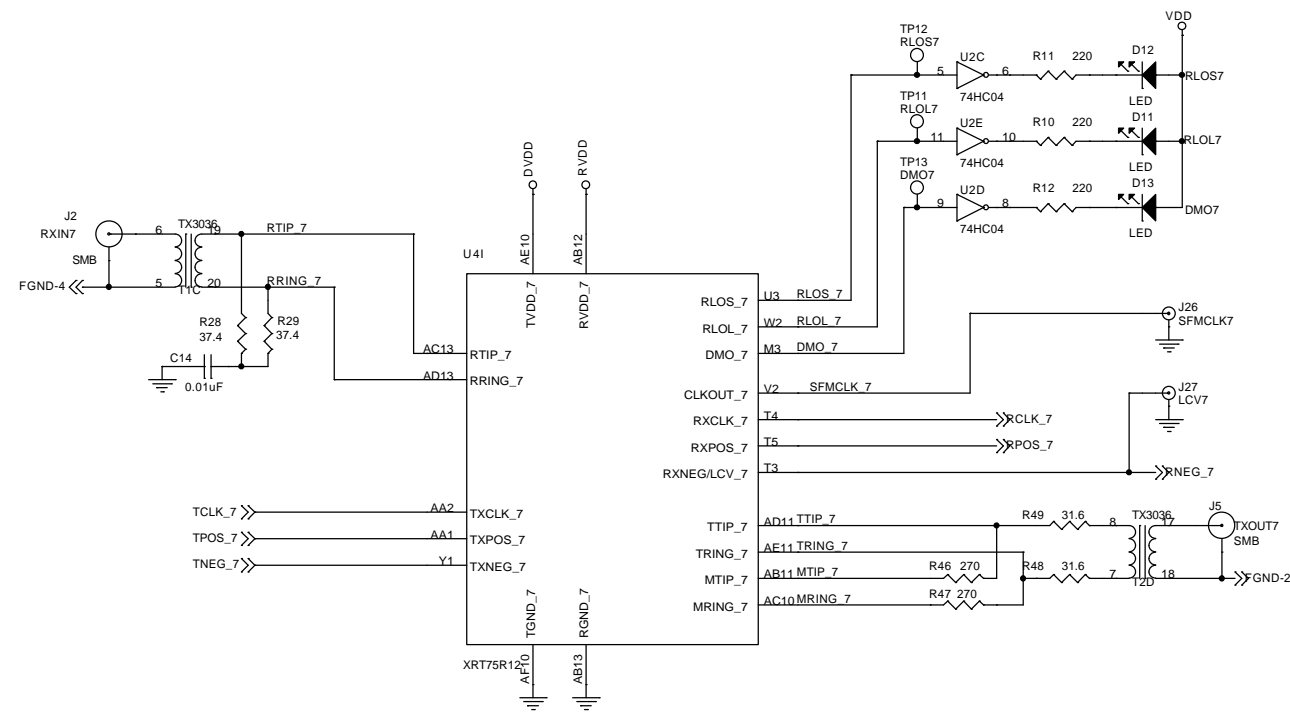 VDD
TP12
RLOS7
5
U2C
6
74HC04
R11 220
D12
LED
RLOS7
TP11
RLOL7
11
U2E
10
74HC04
R10 220
D11
LED
RLOL7
TP13
DMO7
9
U2D
8
74HC04
R12 220
D13
LED
DMO7
DVDD
RVDD
AE10
AB12
J2
RXIN7
SMB
FGND-4
6
5
TX3036
19
20
T1C
RTIP_7
RRING_7
R28
37.4
R29
37.4
C14
0.01uF
U4I
TVDD_7
RVDD_7
AC13
RTIP_7
AD13
RRING_7
TCLK_7
AA2
TXCLK_7
TPOS_7
AA1
TXPOS_7
TNEG_7
Y1
TXNEG_7
TGND_7
RGND_7
XRT75R12
AF10
AB13
RLOS_7
U3
RLOS_7
RLOL_7
W2
RLOL_7
DMO_7
M3
DMO_7
CLKOUT_7
V2
SFMCLK_7
J26
SFMCLK7
RXCLK_7
T4
RCLK_7
RXPOS_7
T5
RPOS_7
RXNEG/LCV_7
T3
RNEG_7
J27
LCV7
TTIP_7
AD11
TTIP_7
TRING_7
AE11
TRING_7
MTIP_7
AB11
MTIP_7
MRING_7
AC10
MRING_7
R46 270
R47 270
R49 31.6
R48 31.6
8
7
TX3036
17
18
T2D
J5
TXOUT7
SMB
FGND-2